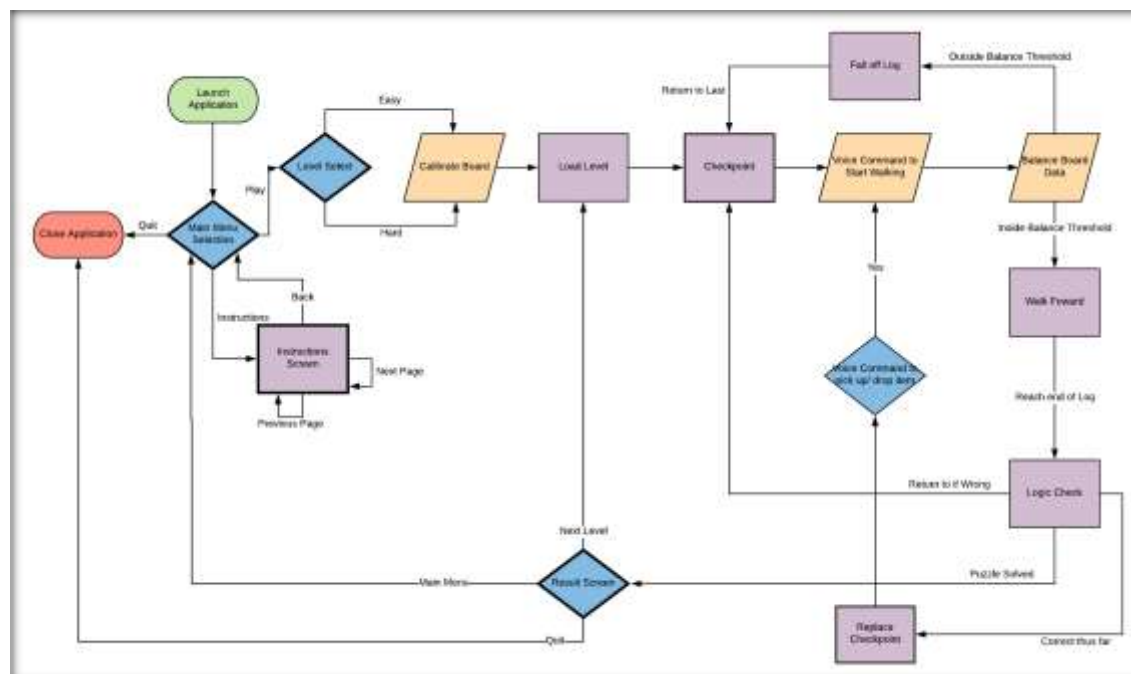 Fall off Log
Outside Balance Threshold
Launch
Application
Return to Last
Easy
Level Select
Calibrate Board
Load Level
Checkpoint
Voice Command to
Start Walking
Balance Board
Data
Play
Close Application
Quit
Main Menu
Selection
Hard
Inside Balance Threshold
Yes
Back
Walk Foward
Instructions
Instructions
Screen
Next Page
Voice Command to
pick up/ drop item
Reach end of Log
Previous Page
Return to if Wrong
Logic Check
Next Level
Main Menu
Result Screen
Puzzle Solved
Replace
Checkpoint
Quit
Correct thus far